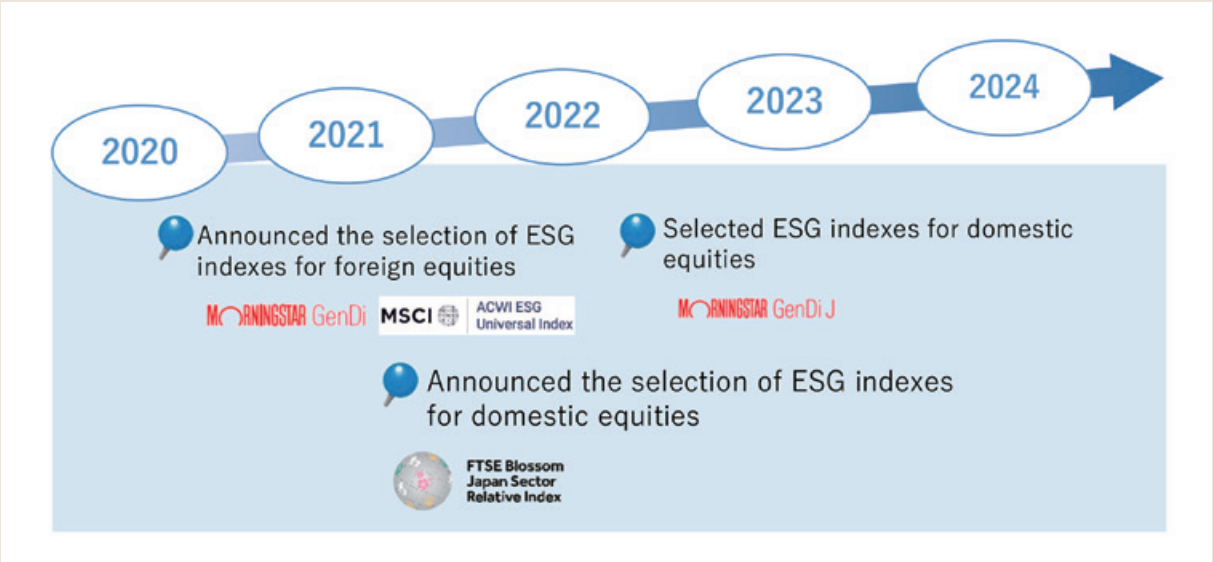 2020
2021
2022
2023
2024
Announced the selection of ESG
indexes for foreign equities
MORNINGSTAR GenDi
MSCI
ACWI ESG
Universal Index
Selected ESG indexes for domestic
equities
MORNINGSTAR GenDi J
Announced the selection of ESG indexes
for domestic equities
FTSE Blossom
Japan Sector
Relative Index